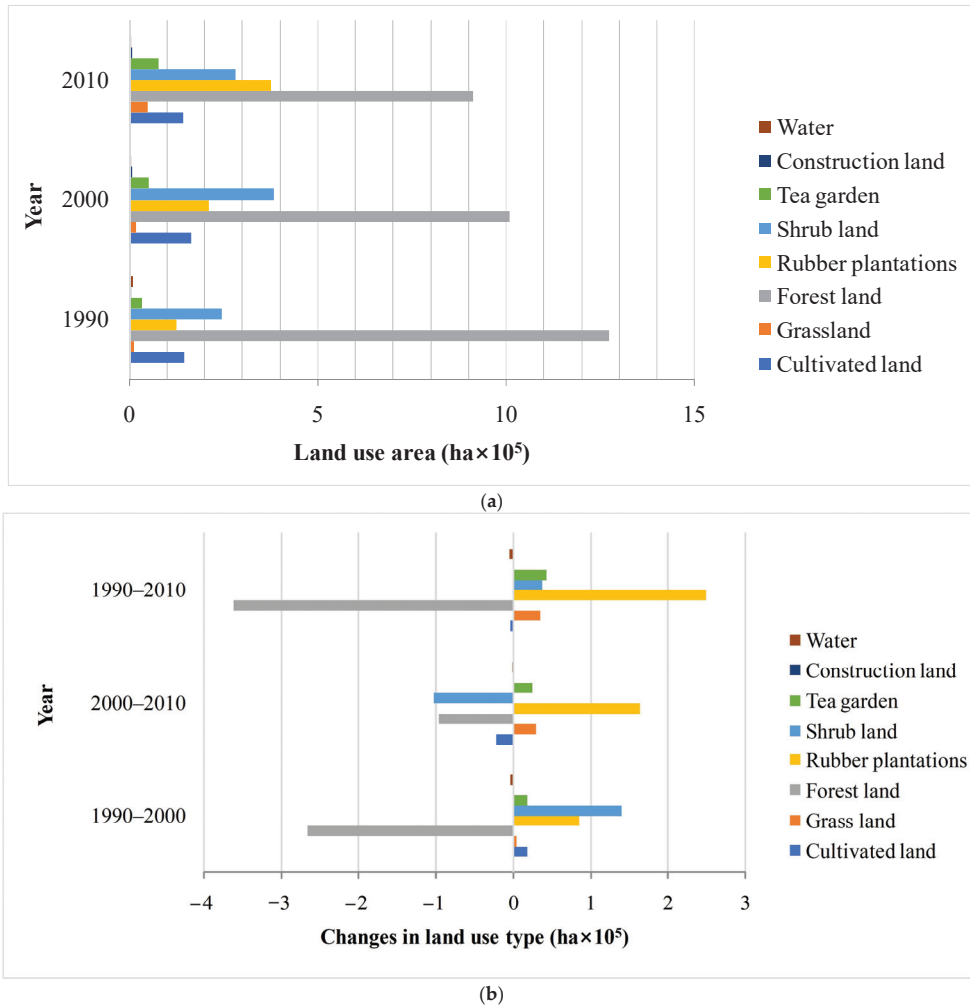 2010
2000
1990
Year
0 5 10 15
Land use area (ha×10⁵)
Water
Construction land
Tea garden
Shrub land
Rubber plantations
Forest land
Grassland
Cultivated land
(a)
1990–2010
2000–2010
1990–2000
Year
−4 −3 −2 −1 0 1 2 3
Changes in land use type (ha×10⁵)
Water
Construction land
Tea garden
Shrub land
Rubber plantations
Forest land
Grass land
Cultivated land
(b)